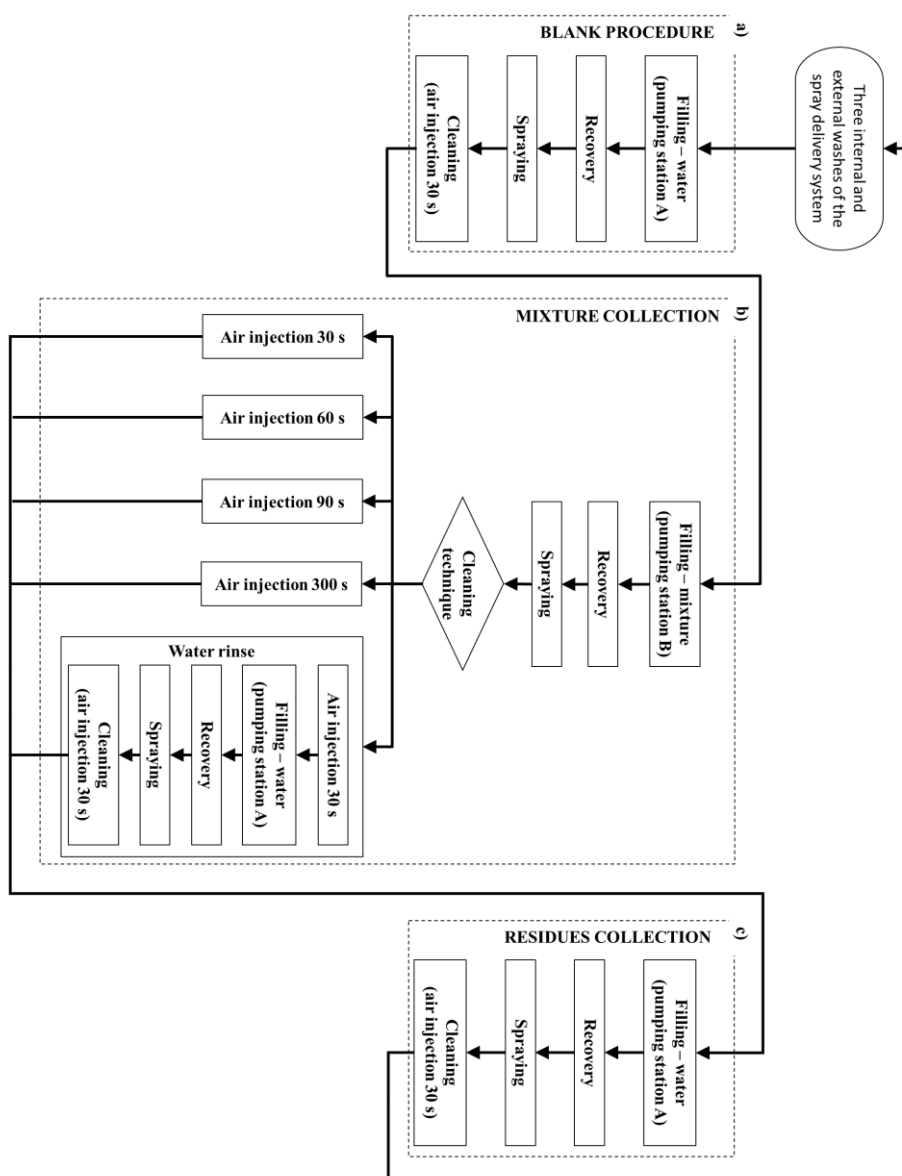 Three internal and
external washes of the
spray delivery system
a)
BLANK PROCEDURE
Filling – water
(pumping station A)
Recovery
Spraying
Cleaning
(air injection 30 s)
b)
MIXTURE COLLECTION
Filling – mixture
(pumping station B)
Recovery
Spraying
Cleaning
technique
Air injection 30 s
Air injection 60 s
Air injection 90 s
Air injection 300 s
Water rinse
Air injection 30 s
Filling – water
(pumping station A)
Recovery
Spraying
Cleaning
(air injection 30 s)
c)
RESIDUES COLLECTION
Filling – water
(pumping station A)
Recovery
Spraying
Cleaning
(air injection 30 s)